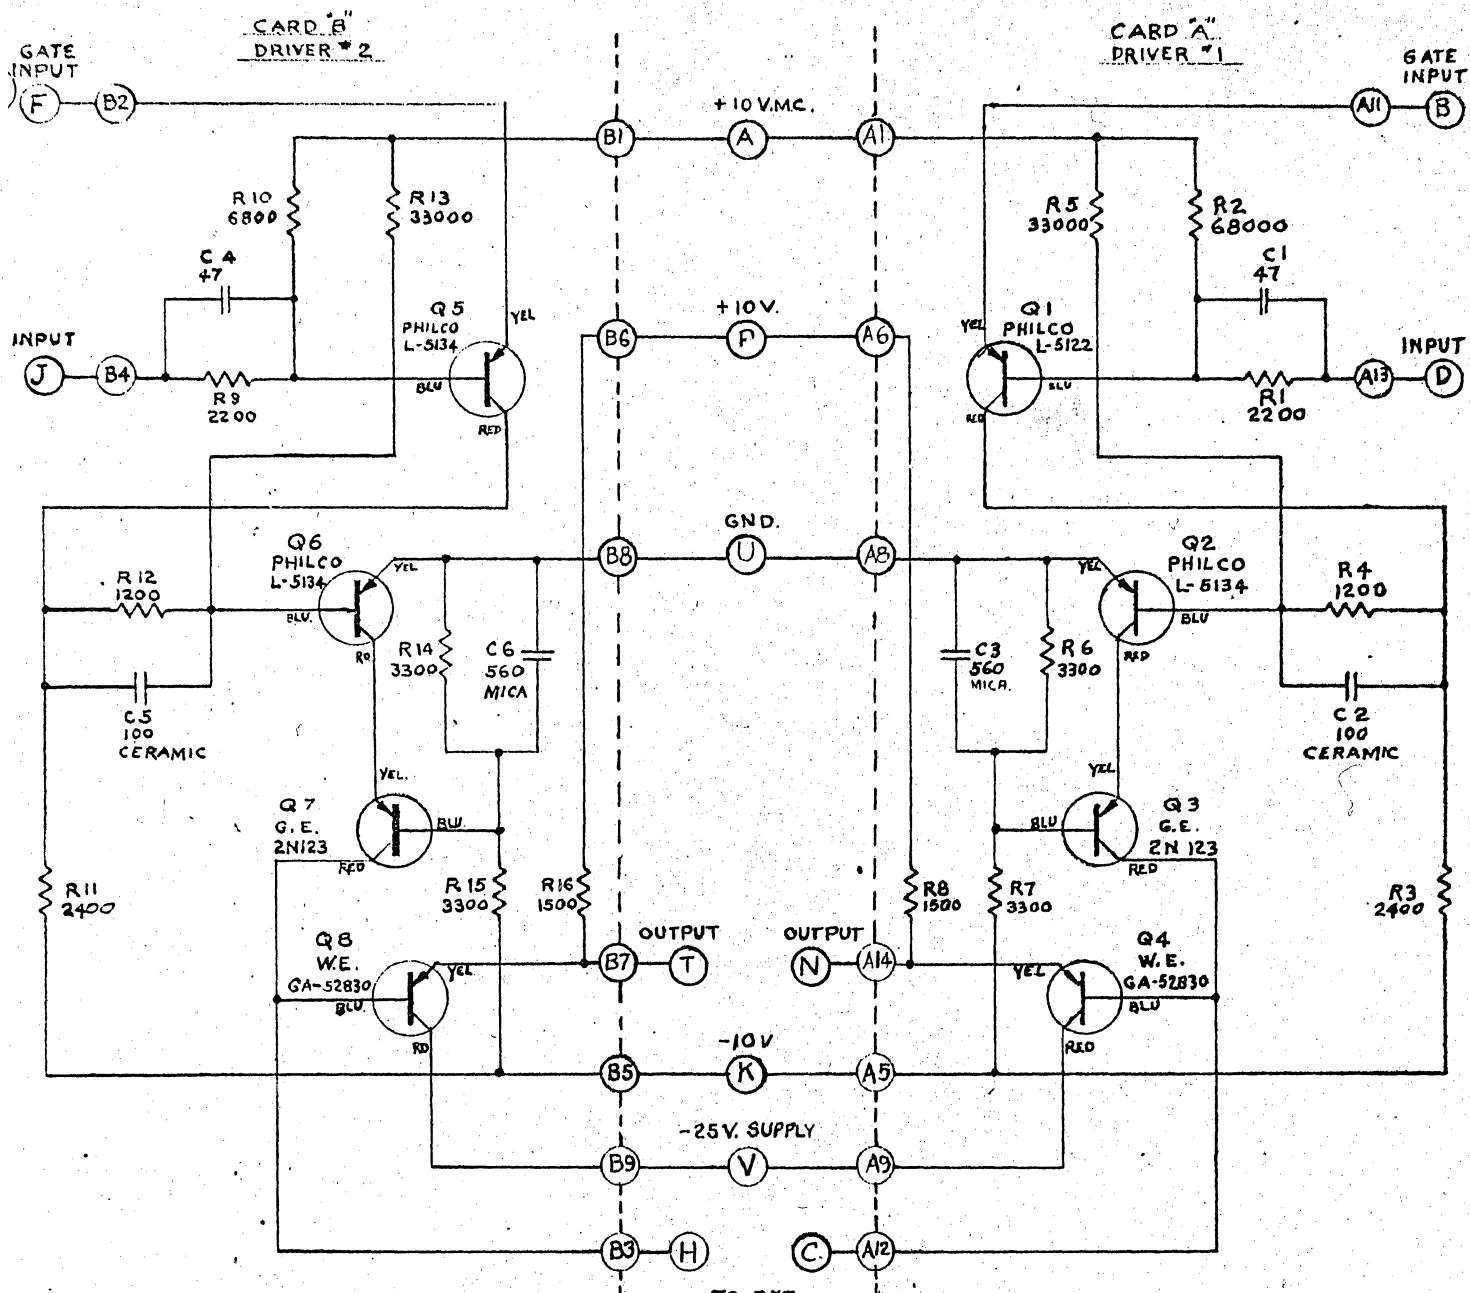 CARD "B"
DRIVER #2
CARD "A"
DRIVER #1
GATE
INPUT
F
B2
GATE
INPUT
A11
B
+10V.M.C.
B1
A
A1
R10
6800
R13
33000
R5
33000
R2
68000
C4
47
C1
47
Q5
PHILCO
L-5134
YEL
BLU
RED
+10V.
B6
P
A6
Q1
PHILCO
L-5122
YEL
BLU
RED
INPUT
J
B4
R9
2200
INPUT
A13
D
R1
2200
GND.
B8
U
A8
Q6
PHILCO
L-5134
YEL
BLU.
RD
R12
1200
Q2
PHILCO
L-5134
YEL
BLU
RED
R4
1200
R14
3300
C6
560
MICA
C3
560
MICA.
R6
3300
C5
100
CERAMIC
C2
100
CERAMIC
YEL.
Q7
G.E.
2N123
BLU.
RED
YEL
Q3
G.E.
2N123
BLU
RED
R11
2400
R15
3300
R16
1500
R8
1500
R7
3300
R3
2400
Q8
W.E.
GA-52830
BLU.
YEL
RD
OUTPUT
B7
T
OUTPUT
N
A14
Q4
W.E.
GA-52830
YEL
BLU
RED
-10V
B5
K
A5
-25V. SUPPLY
B9
V
A9
B3
H
C.
A12